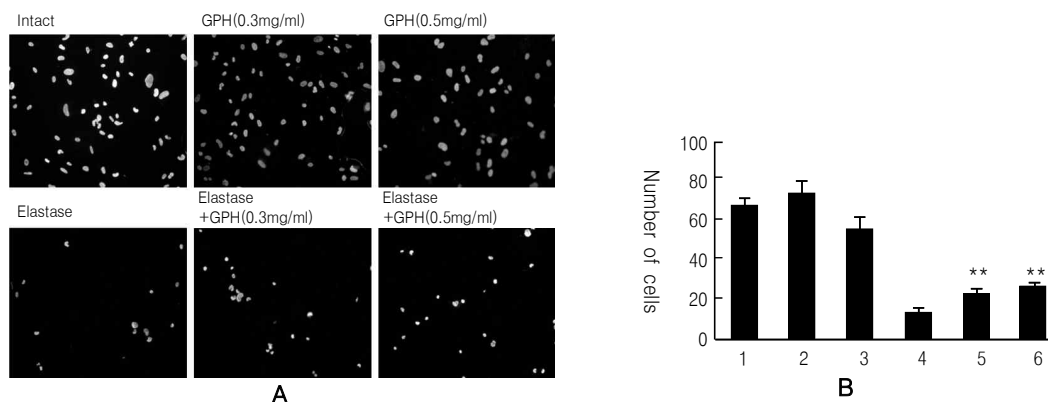 Intact
GPH(0.3mg/ml)
GPH(0.5mg/ml)
Elastase
Elastase
+GPH(0.3mg/ml)
Elastase
+GPH(0.5mg/ml)
A
Number of cells
100
80
60
40
20
0
**
**
1 2 3 4 5 6
B